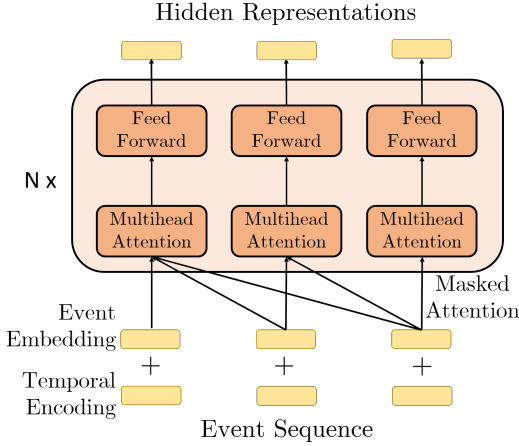 Hidden Representations
Feed
Forward
Feed
Forward
Feed
Forward
N x
Multihead
Attention
Multihead
Attention
Multihead
Attention
Masked
Attention
Event
Embedding
+
+
+
Temporal
Encoding
Event Sequence